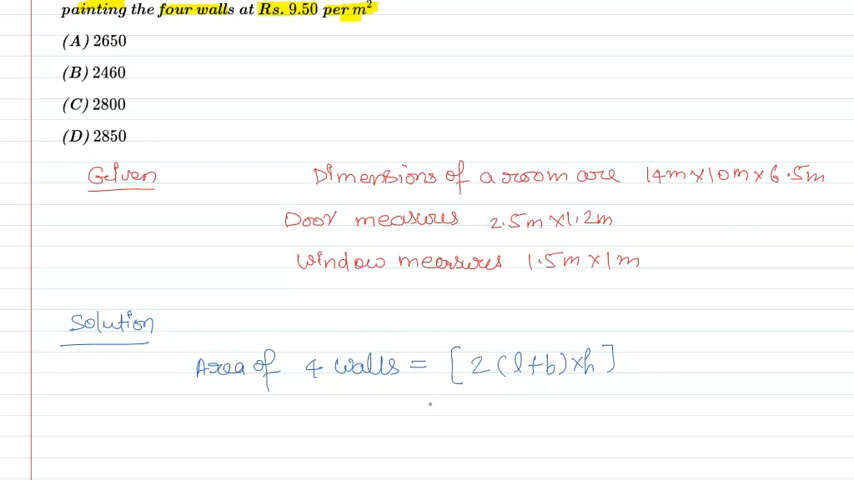 painting the four walls at Rs. 9.50 per m²
(A) 2650
(B) 2460
(C) 2800
(D) 2850
Given
Dimensions of a room are 14m×10m×6.5m
Door measures 2.5m×1.2m
Window measures 1.5m×1m
Solution
Area of 4 walls = [2(l+b)×h]